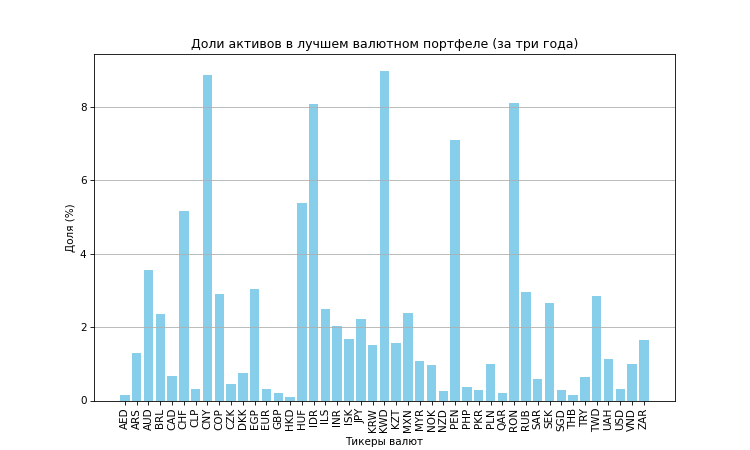 Доли активов в лучшем валютном портфеле (за три года)
Доля (%)
8
6
4
2
0
AED ARS AUD BRL CAD CHF CLP CNY COP CZK DKK EGP EUR GBP HKD HUF IDR ILS INR ISK JPY KRW KWD KZT MXN MYR NOK NZD PEN PHP PKR PLN QAR RON RUB SAR SEK SGD THB TRY TWD UAH USD VND ZAR
Тикеры валют